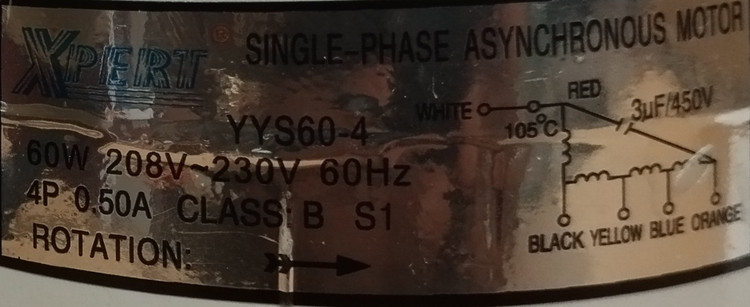 XPERT ® SINGLE-PHASE ASYNCHRONOUS MOTOR
YYS60-4
60W 208V~230V 60Hz
4P 0.50A CLASS B S1
ROTATION:
WHITE 105°C RED 3µF/450V
BLACK YELLOW BLUE ORANGE